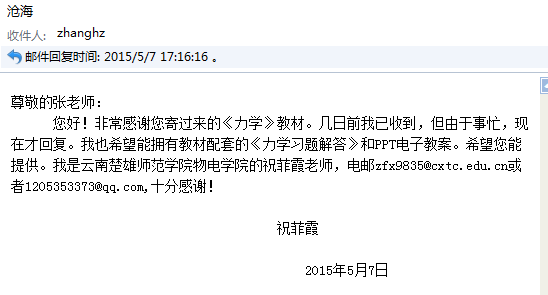 沧海
收件人: zhanghz
邮件回复时间: 2015/5/7 17:16:16 。
尊敬的张老师：
您好！非常感谢您寄过来的《力学》教材。几日前我已收到，但由于事忙，现
在才回复。我也希望能拥有教材配套的《力学习题解答》和PPT电子教案。希望您能
提供。我是云南楚雄师范学院物电学院的祝菲霞老师，电邮zfx9835@cxtc.edu.cn或
者1205353373@qq.com,十分感谢！
祝菲霞
2015年5月7日